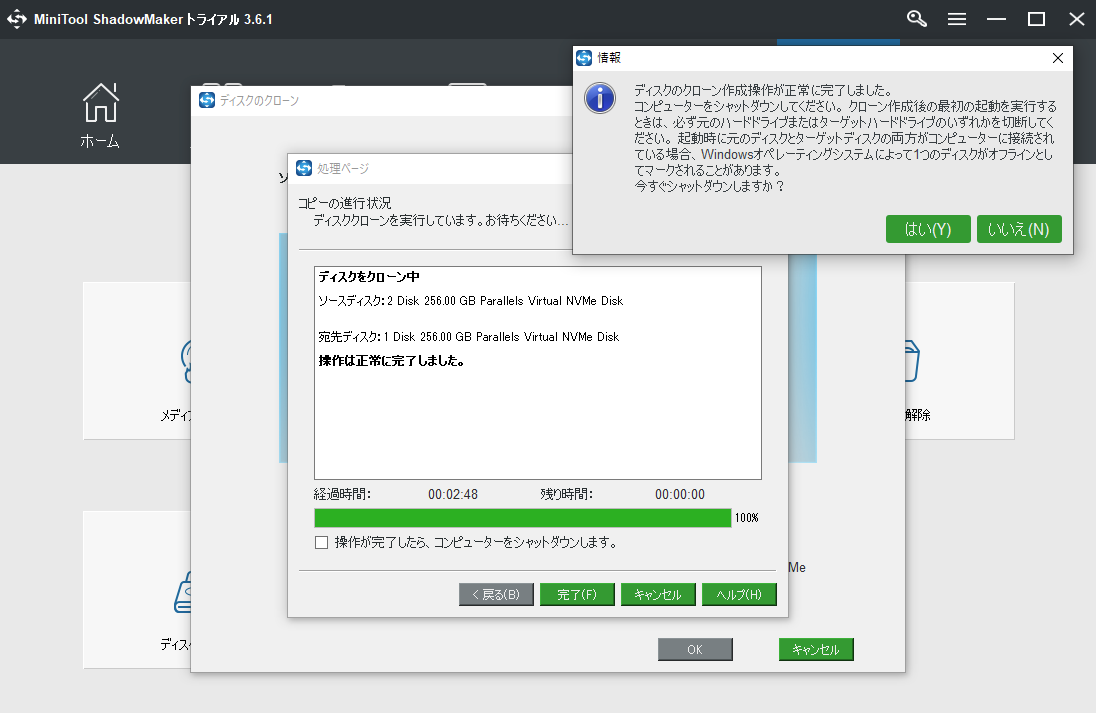 MiniTool ShadowMaker トライアル 3.6.1
ホーム
ディスクのクローン
情報
ディスクのクローン作成操作が正常に完了しました。
コンピューターをシャットダウンしてください。クローン作成後の最初の起動を実行する
ときは、必ず元のハードドライブまたはターゲットハードドライブのいずれかを切断してく
ださい。起動時に元のディスクとターゲットディスクの両方がコンピューターに接続され
ている場合、Windowsオペレーティングシステムによって1つのディスクがオフラインとし
てマークされることがあります。
今すぐシャットダウンしますか？
はい(Y)
いいえ(N)
ソ
処理ページ
コピーの進行状況
ディスククローンを実行しています。お待ちください...
ディスクをクローン中
ソースディスク: 2 Disk 256.00 GB Parallels Virtual NVMe Disk
宛先ディスク: 1 Disk 256.00 GB Parallels Virtual NVMe Disk
操作は正常に完了しました。
経過時間: 00:02:48 残り時間: 00:00:00
100%
操作が完了したら、コンピューターをシャットダウンします。
< 戻る(B)
完了(F)
キャンセル
ヘルプ(H)
メディ
解除
ディス
Me
OK
キャンセル